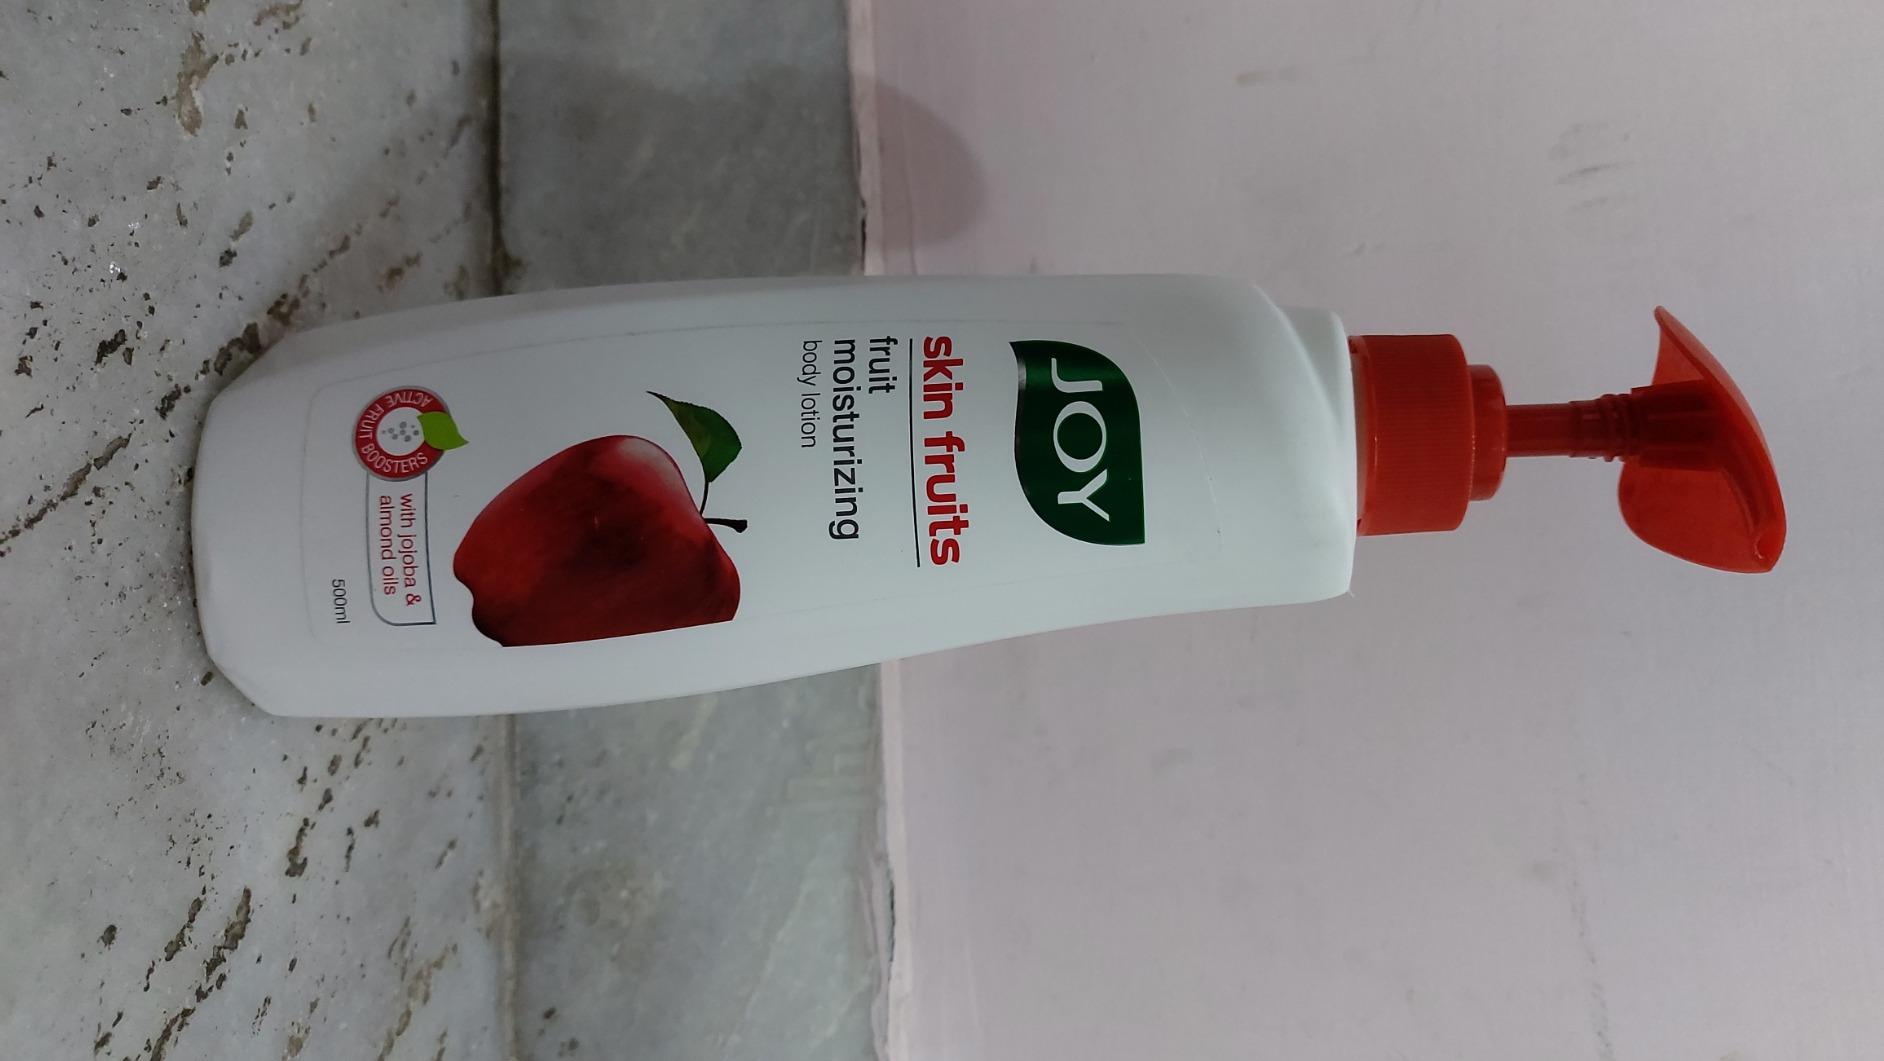 JOY
skin fruits
fruit
moisturizing
body lotion
ACTIVE FRUIT BOOSTERS
with jojoba &
almond oils
500ml